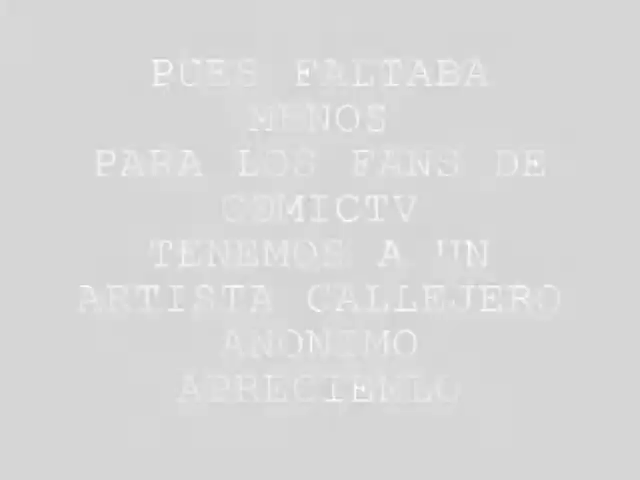 PUES FALTABA
MENOS
PARA LOS FANS DE
COMICTV
TENEMOS A UN
ARTISTA CALLEJERO
ANONIMO
APRECIENLO